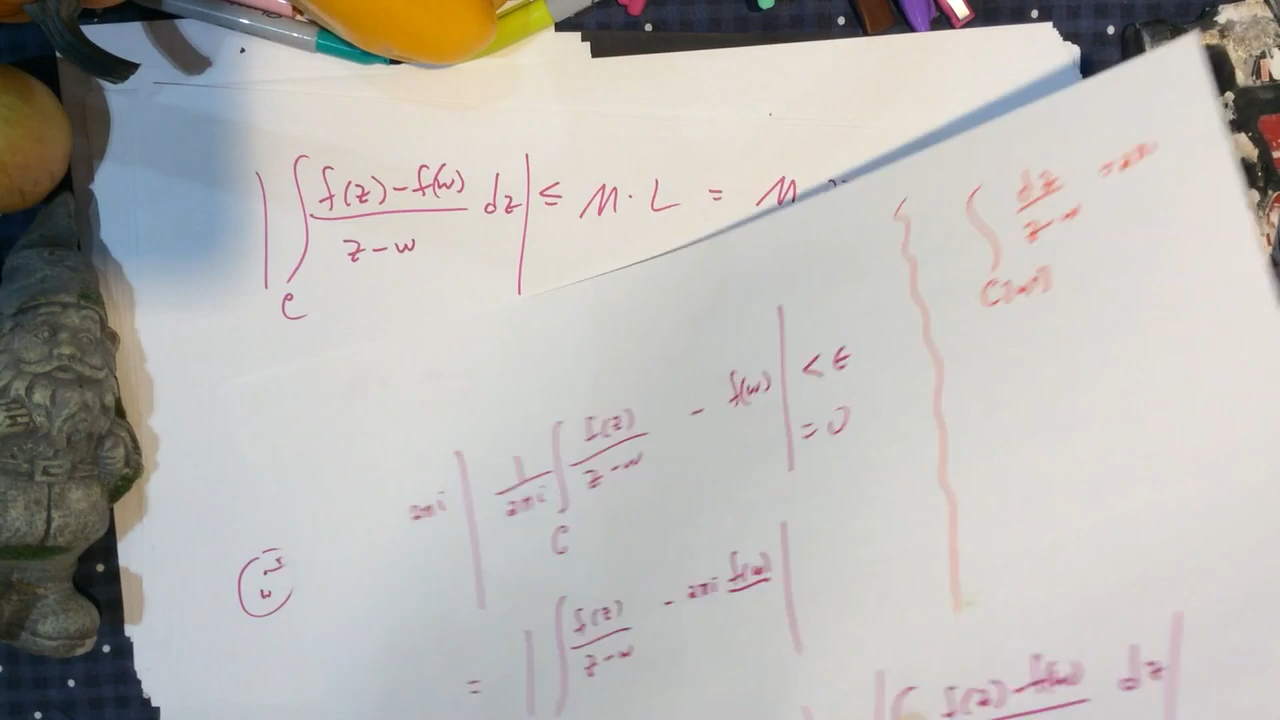 | ∫_C (f(z) - f(w))/(z - w) dz | ≤ M · L = M
∫ dz/(z - w)
2πi | 1/(2πi) ∫_C f(z)/(z - w) - f(w) | < ε
= 0
w
= | ∫ f(z)/(z - w) - 2πi f(w) |
| ∫ f(z) - f(w) dz |